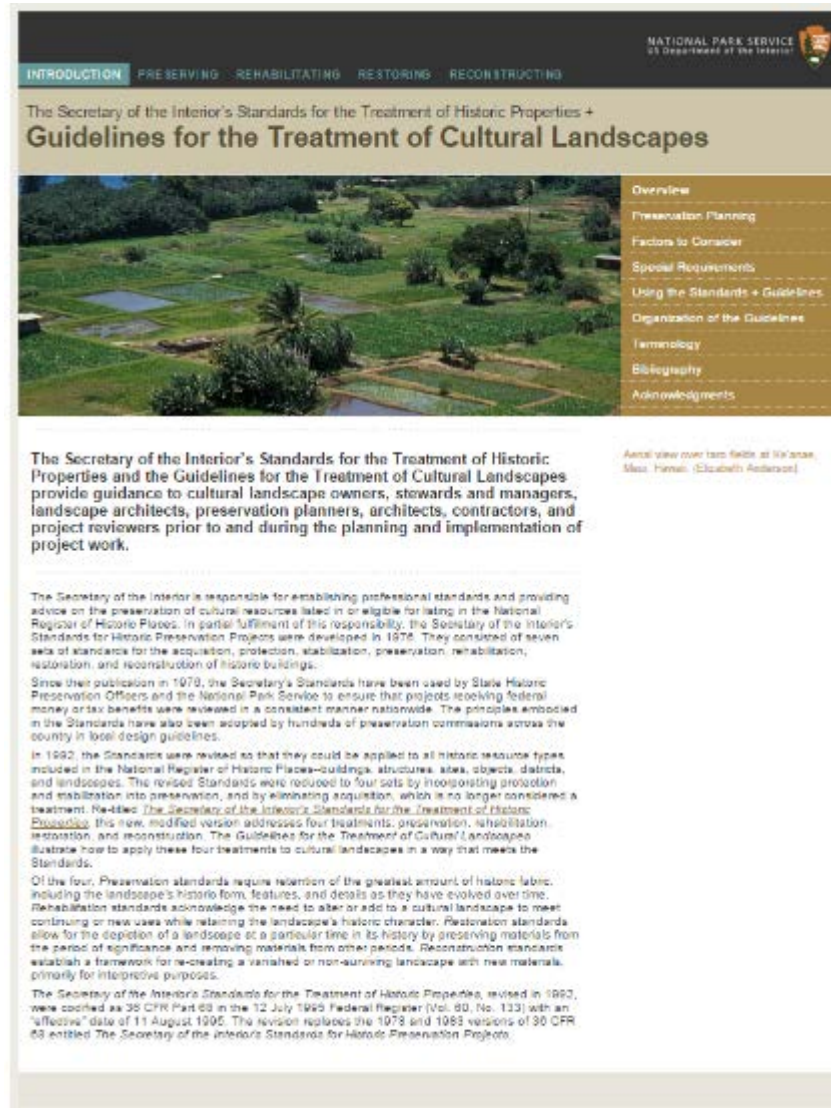 NATIONAL PARK SERVICE
US Department of the Interior
INTRODUCTION PRESERVING REHABILITATING RESTORING RECONSTRUCTING
The Secretary of the Interior's Standards for the Treatment of Historic Properties +
Guidelines for the Treatment of Cultural Landscapes
Overview
Preservation Planning
Factors to Consider
Special Requirements
Using the Standards + Guidelines
Organization of the Guidelines
Terminology
Bibliography
Acknowledgments
Aerial view over taro fields at Ke'anae,
Maui, Hawaii. (Elizabeth Anderson)
The Secretary of the Interior's Standards for the Treatment of Historic
Properties and the Guidelines for the Treatment of Cultural Landscapes
provide guidance to cultural landscape owners, stewards and managers,
landscape architects, preservation planners, architects, contractors, and
project reviewers prior to and during the planning and implementation of
project work.
The Secretary of the Interior is responsible for establishing professional standards and providing
advice on the preservation of cultural resources listed in or eligible for listing in the National
Register of Historic Places. In partial fulfillment of this responsibility, the Secretary of the Interior's
Standards for Historic Preservation Projects were developed in 1976. They consisted of seven
sets of standards for the acquisition, protection, stabilization, preservation, rehabilitation,
restoration, and reconstruction of historic buildings.
Since their publication in 1976, the Secretary's Standards have been used by State Historic
Preservation Officers and the National Park Service to ensure that projects receiving federal
money or tax benefits were reviewed in a consistent manner nationwide. The principles embodied
in the Standards have also been adopted by hundreds of preservation commissions across the
country in local design guidelines.
In 1992, the Standards were revised so that they could be applied to all historic resource types
included in the National Register of Historic Places--buildings, structures, sites, objects, districts,
and landscapes. The revised Standards were reduced to four sets by incorporating protection
and stabilization into preservation, and by eliminating acquisition, which is no longer considered a
treatment. Re-titled The Secretary of the Interior's Standards for the Treatment of Historic
Properties, this new, modified version addresses four treatments: preservation, rehabilitation,
restoration, and reconstruction. The Guidelines for the Treatment of Cultural Landscapes
illustrate how to apply these four treatments to cultural landscapes in a way that meets the
Standards.
Of the four, Preservation standards require retention of the greatest amount of historic fabric,
including the landscape's historic form, features, and details as they have evolved over time.
Rehabilitation standards acknowledge the need to alter or add to a cultural landscape to meet
continuing or new uses while retaining the landscape's historic character. Restoration standards
allow for the depiction of a landscape at a particular time in its history by preserving materials from
the period of significance and removing materials from other periods. Reconstruction standards
establish a framework for re-creating a vanished or non-surviving landscape with new materials,
primarily for interpretive purposes.
The Secretary of the Interior's Standards for the Treatment of Historic Properties, revised in 1992,
were codified as 36 CFR Part 68 in the 12 July 1995 Federal Register (Vol. 60, No. 133) with an
"effective" date of 11 August 1995. The revision replaces the 1978 and 1983 versions of 36 CFR
68 entitled The Secretary of the Interior's Standards for Historic Preservation Projects.